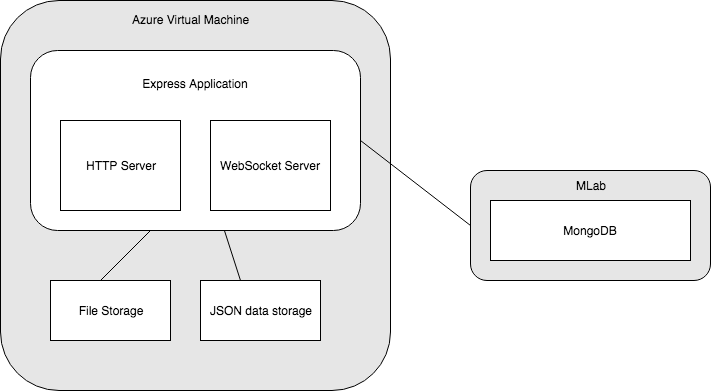 Azure Virtual Machine
Express Application
HTTP Server
WebSocket Server
MLab
MongoDB
File Storage
JSON data storage